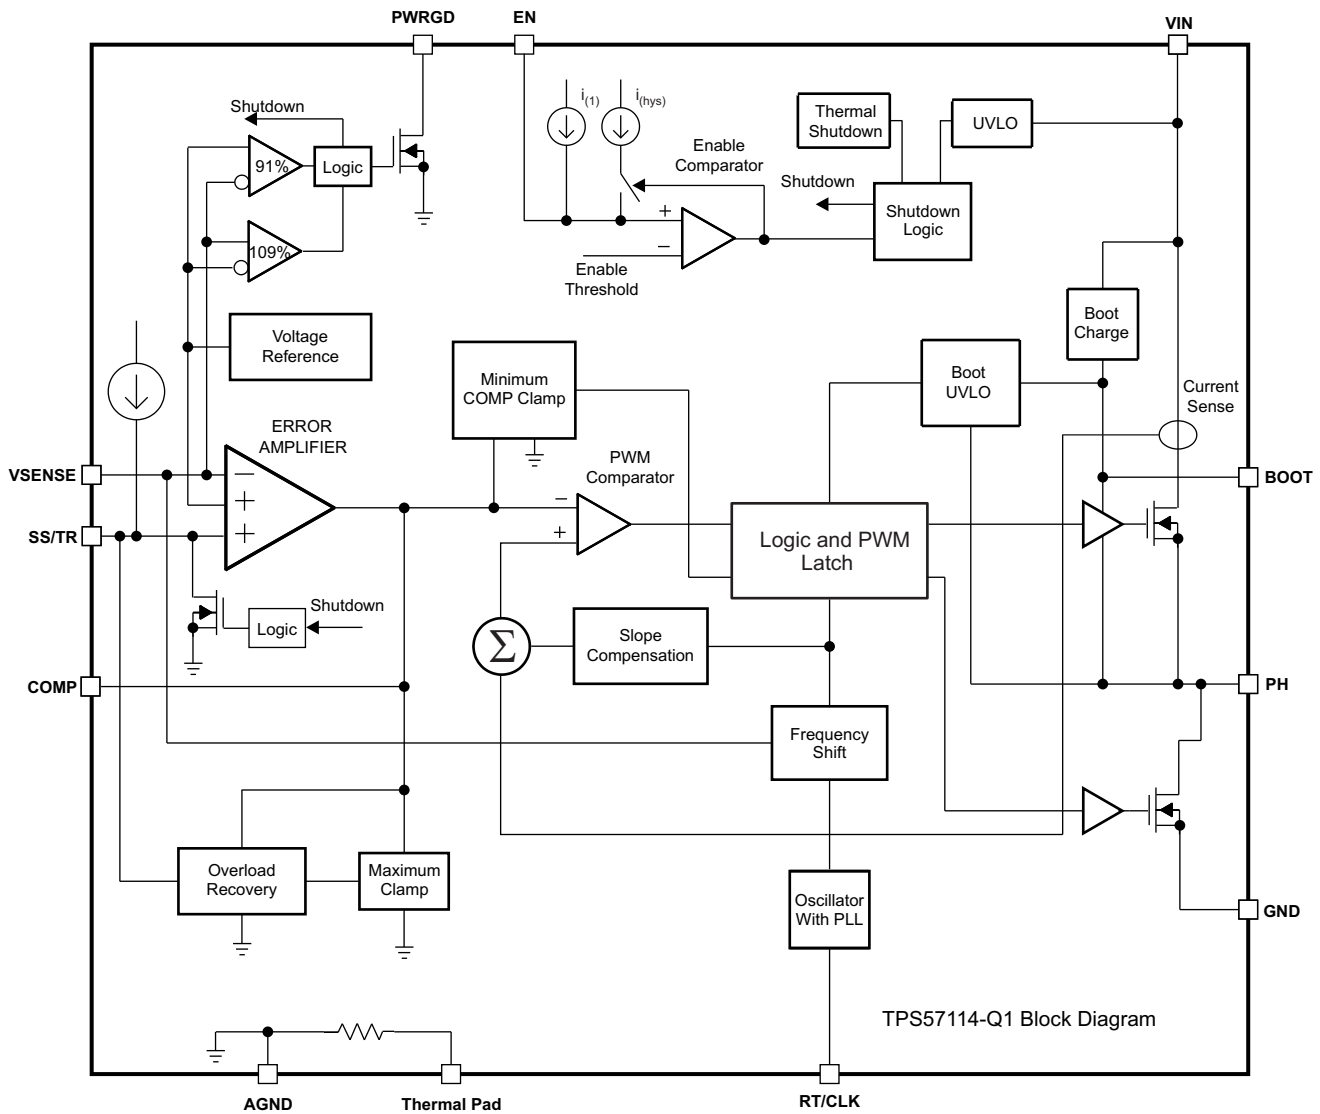 PWRGD
EN
VIN
i(1)
i(hys)
Shutdown
Thermal
Shutdown
UVLO
91%
Logic
Enable
Comparator
Shutdown
Shutdown
Logic
+
−
109%
Enable
Threshold
Boot
Charge
Voltage
Reference
Minimum
COMP Clamp
Boot
UVLO
Current
Sense
ERROR
AMPLIFIER
PWM
Comparator
VSENSE
−
+
+
BOOT
−
+
SS/TR
Logic and PWM
Latch
Shutdown
Logic
Σ
Slope
Compensation
COMP
PH
Frequency
Shift
Overload
Recovery
Maximum
Clamp
Oscillator
With PLL
GND
TPS57114-Q1 Block Diagram
AGND
Thermal Pad
RT/CLK